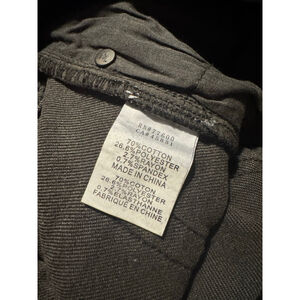 70%COTTON
26.6%POLYESTER
2.7%RAYON
0.7%SPANDEX
MADE IN CHINA
70%COTON
26.6%POLYESTER
2.7%RAYON
0.7%ELASTHANNE
FABRIQUE EN CHINE